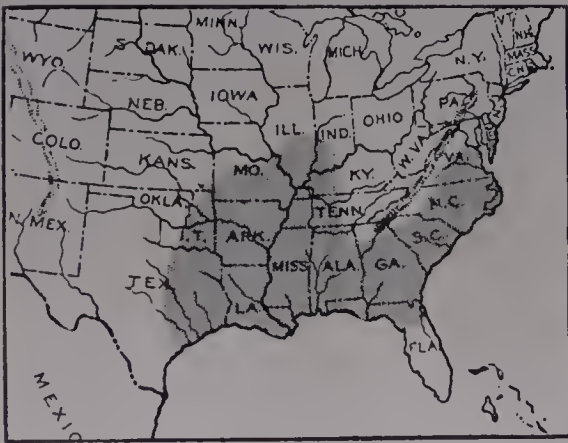 MINN.
VT.
N.H.
WIS.
MICH.
S. DAK.
N.Y.
MASS
WYO.
IOWA
PA.
NEB.
ILL.
IND.
OHIO
COLO.
W. VA.
VA.
KANS.
MO.
KY.
OKLA.
TENN.
N.C.
N. MEX.
I.T.
ARK.
S.C.
MISS
ALA.
GA.
TEX.
LA.
FLA.
MEXIC